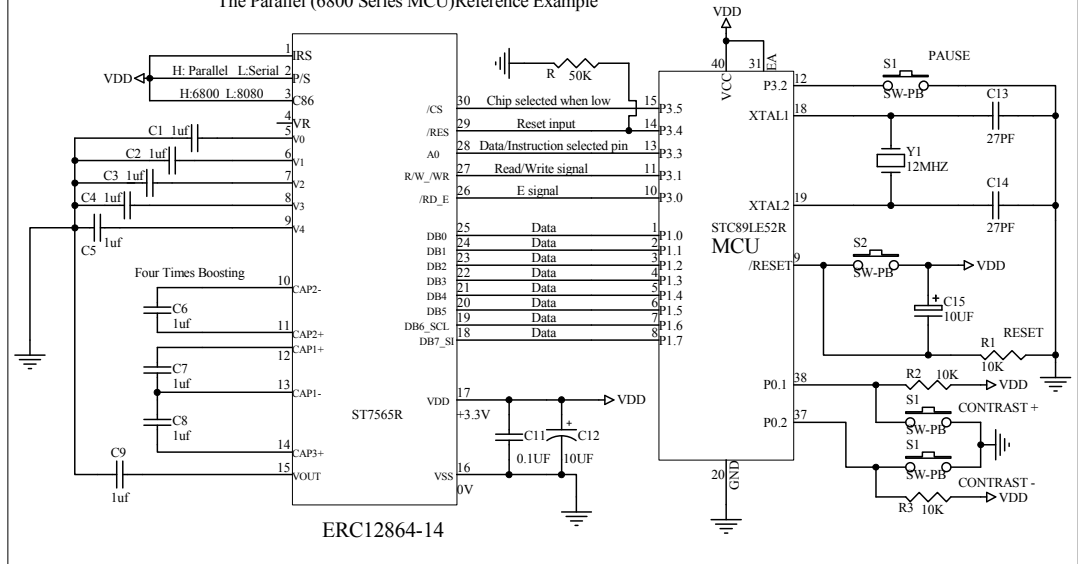 The Parallel (6800 Series MCU)Reference Example
VDD
1 IRS
H: Parallel L:Serial 2 P/S
H:6800 L:8080 3 C86
4 VR
C1 1uf 5 V0
C2 1uf 6 V1
C3 1uf 7 V2
C4 1uf 8 V3
C5 1uf 9 V4
Four Times Boosting
C6 1uf
10 CAP2-
11 CAP2+
12 CAP1+
C7 1uf
13 CAP1-
C8 1uf
14 CAP3+
C9 1uf
15 VOUT
ST7565R
ERC12864-14
/CS 30 Chip selected when low 15 P3.5
/RES 29 Reset input 14 P3.4
A0 28 Data/Instruction selected pin 13 P3.3
R/W_/WR 27 Read/Write signal 11 P3.1
/RD_E 26 E signal 10 P3.0
DB0 25 Data 1 P1.0
DB1 24 Data 2 P1.1
DB2 23 Data 3 P1.2
DB3 22 Data 4 P1.3
DB4 21 Data 5 P1.4
DB5 20 Data 6 P1.5
DB6_SCL 19 Data 7 P1.6
DB7_SI 18 Data 8 P1.7
VDD 17
+3.3V
VDD
C11
0.1UF
C12
+
10UF
VSS 16
0V
R 50K
VDD
40 VCC
31 EA
P3.2 12
S1
SW-PB
PAUSE
XTAL1 18
C13
27PF
Y1
12MHZ
XTAL2 19
C14
27PF
STC89LE52R
MCU
/RESET 9
S2
SW-PB
VDD
+
C15
10UF
R1
10K
RESET
P0.1 38
R2 10K
VDD
S1
SW-PB
CONTRAST +
P0.2 37
S1
SW-PB
CONTRAST -
R3 10K
VDD
20 GND